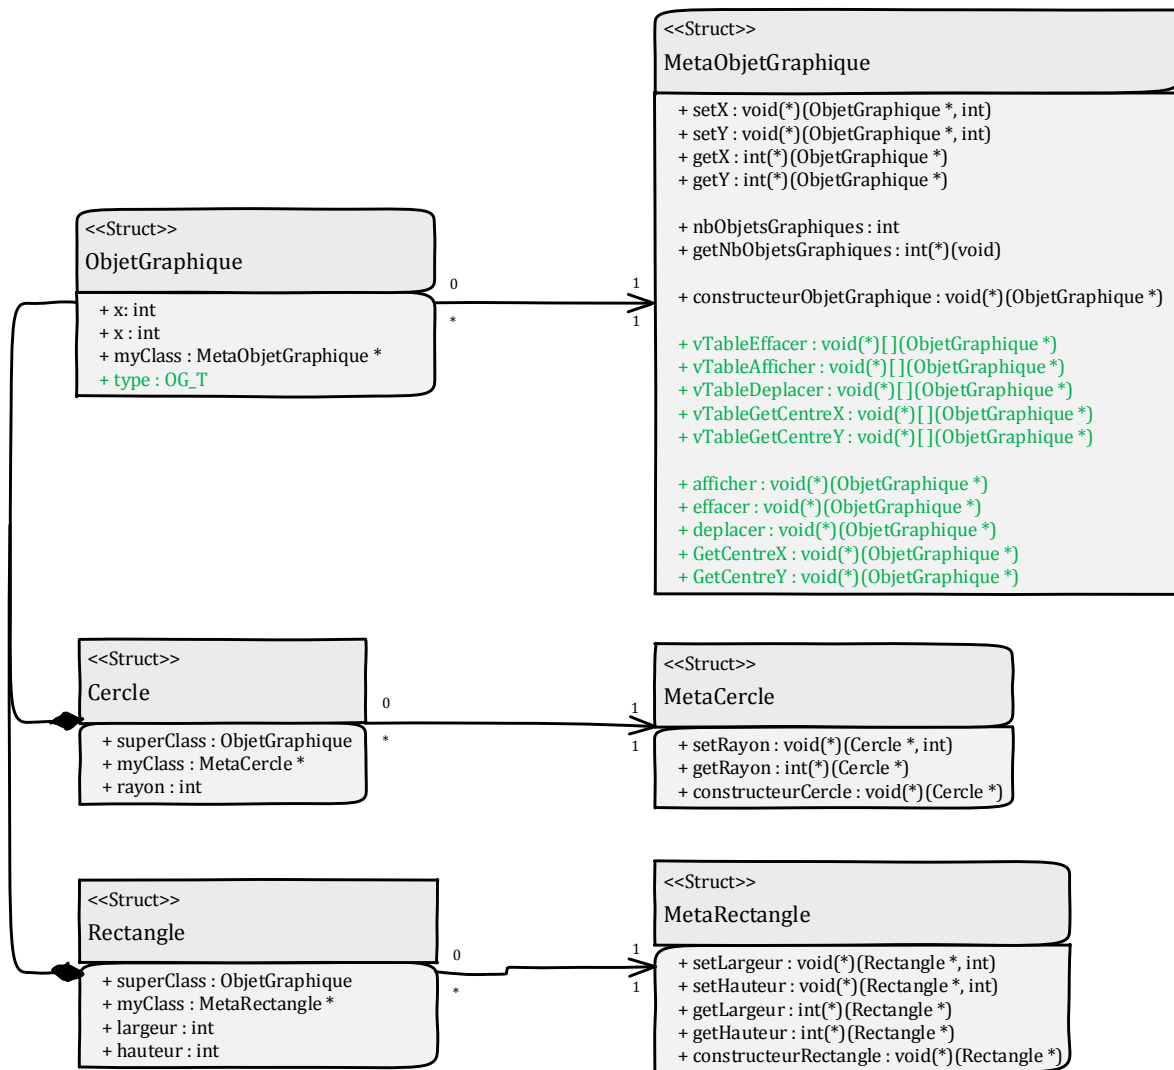 <<Struct>>
MetaObjetGraphique
+ setX : void(*)(ObjetGraphique *, int)
+ setY : void(*)(ObjetGraphique *, int)
+ getX : int(*)(ObjetGraphique *)
+ getY : int(*)(ObjetGraphique *)
+ nbObjetsGraphiques : int
+ getNbObjetsGraphiques : int(*)(void)
+ constructeurObjetGraphique : void(*)(ObjetGraphique *)
+ vTableEffacer : void(*)[](ObjetGraphique *)
+ vTableAfficher : void(*)[](ObjetGraphique *)
+ vTableDeplacer : void(*)[](ObjetGraphique *)
+ vTableGetCentreX : void(*)[](ObjetGraphique *)
+ vTableGetCentreY : void(*)[](ObjetGraphique *)
+ afficher : void(*)(ObjetGraphique *)
+ effacer : void(*)(ObjetGraphique *)
+ deplacer : void(*)(ObjetGraphique *)
+ GetCentreX : void(*)(ObjetGraphique *)
+ GetCentreY : void(*)(ObjetGraphique *)
<<Struct>>
ObjetGraphique
+ x: int
+ x : int
+ myClass : MetaObjetGraphique *
+ type : OG_T
0
*
1
1
<<Struct>>
Cercle
+ superClass : ObjetGraphique
+ myClass : MetaCercle *
+ rayon : int
0
*
1
1
<<Struct>>
MetaCercle
+ setRayon : void(*)(Cercle *, int)
+ getRayon : int(*)(Cercle *)
+ constructeurCercle : void(*)(Cercle *)
<<Struct>>
Rectangle
+ superClass : ObjetGraphique
+ myClass : MetaRectangle *
+ largeur : int
+ hauteur : int
0
*
1
1
<<Struct>>
MetaRectangle
+ setLargeur : void(*)(Rectangle *, int)
+ setHauteur : void(*)(Rectangle *, int)
+ getLargeur : int(*)(Rectangle *)
+ getHauteur : int(*)(Rectangle *)
+ constructeurRectangle : void(*)(Rectangle *)